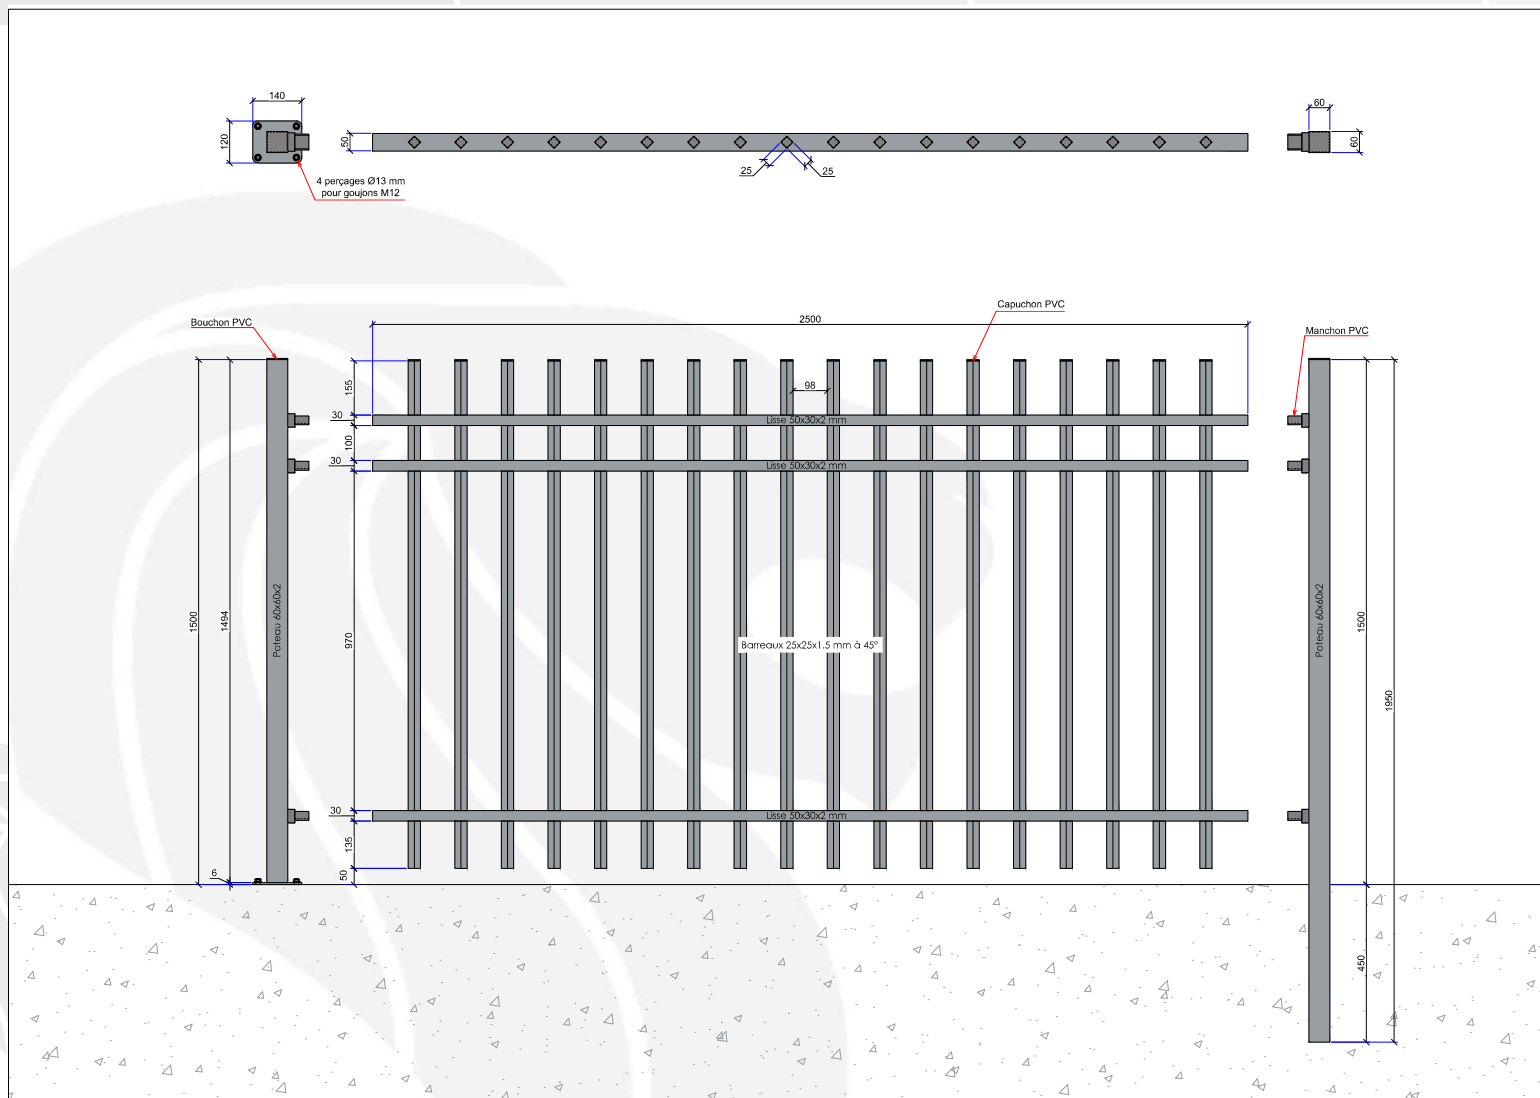 140
60
120
50
60
25
25
4 perçages Ø13 mm
pour goujons M12
Capuchon PVC
Bouchon PVC
2500
Manchon PVC
155
98
30
Lisse 50x30x2 mm
100
30
Lisse 50x30x2 mm
1500
1494
Poteau 60x60x2
970
Barreaux 25x25x1.5 mm à 45°
Poteau 60x60x2
1500
1950
30
Lisse 50x30x2 mm
135
6
50
450